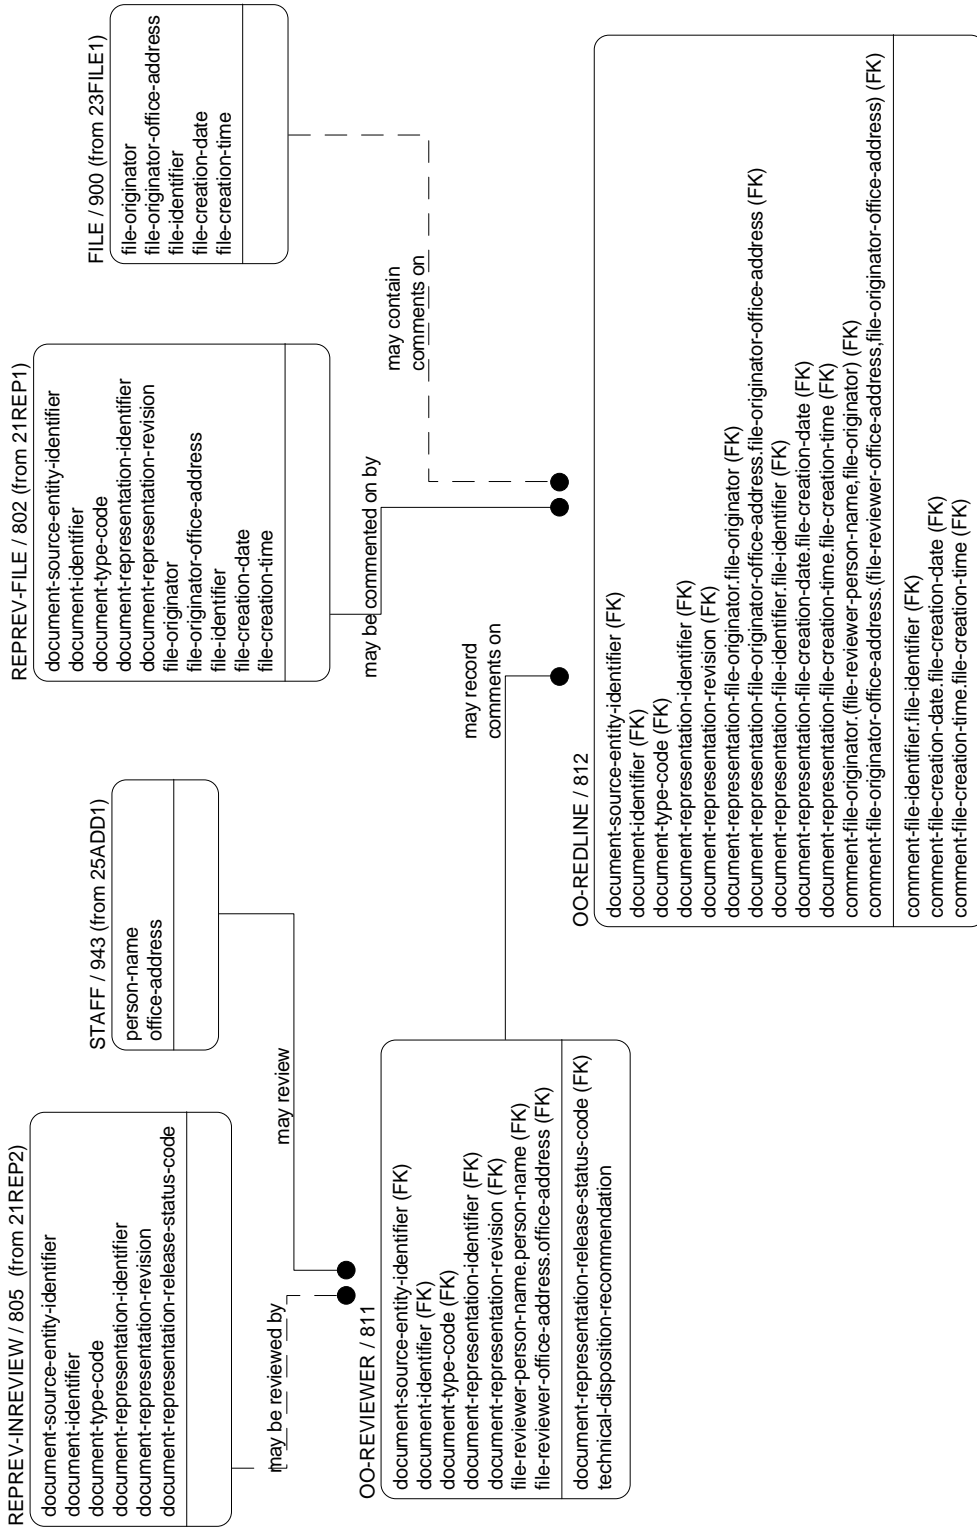 REPREV-INREVIEW / 805 (from 21REP2)
document-source-entity-identifier
document-identifier
document-type-code
document-representation-identifier
document-representation-revision
document-representation-release-status-code
STAFF / 943 (from 25ADD1)
person-name
office-address
REPREV-FILE / 802 (from 21REP1)
document-source-entity-identifier
document-identifier
document-type-code
document-representation-identifier
document-representation-revision
file-originator
file-originator-office-address
file-identifier
file-creation-date
file-creation-time
FILE / 900 (from 23FILE1)
file-originator
file-originator-office-address
file-identifier
file-creation-date
file-creation-time
may be reviewed by
may review
may be commented on by
may contain
comments on
may record
comments on
OO-REVIEWER / 811
document-source-entity-identifier (FK)
document-identifier (FK)
document-type-code (FK)
document-representation-identifier (FK)
document-representation-revision (FK)
file-reviewer-person-name.person-name (FK)
file-reviewer-office-address.office-address (FK)
document-representation-release-status-code (FK)
technical-disposition-recommendation
OO-REDLINE / 812
document-source-entity-identifier (FK)
document-identifier (FK)
document-type-code (FK)
document-representation-identifier (FK)
document-representation-revision (FK)
document-representation-file-originator.file-originator (FK)
document-representation-file-originator-office-address.file-originator-office-address (FK)
document-representation-file-identifier.file-identifier (FK)
document-representation-file-creation-date.file-creation-date (FK)
document-representation-file-creation-time.file-creation-time (FK)
comment-file-originator.(file-reviewer-person-name,file-originator) (FK)
comment-file-originator-office-address.(file-reviewer-office-address,file-originator-office-address) (FK)
comment-file-identifier.file-identifier (FK)
comment-file-creation-date.file-creation-date (FK)
comment-file-creation-time.file-creation-time (FK)